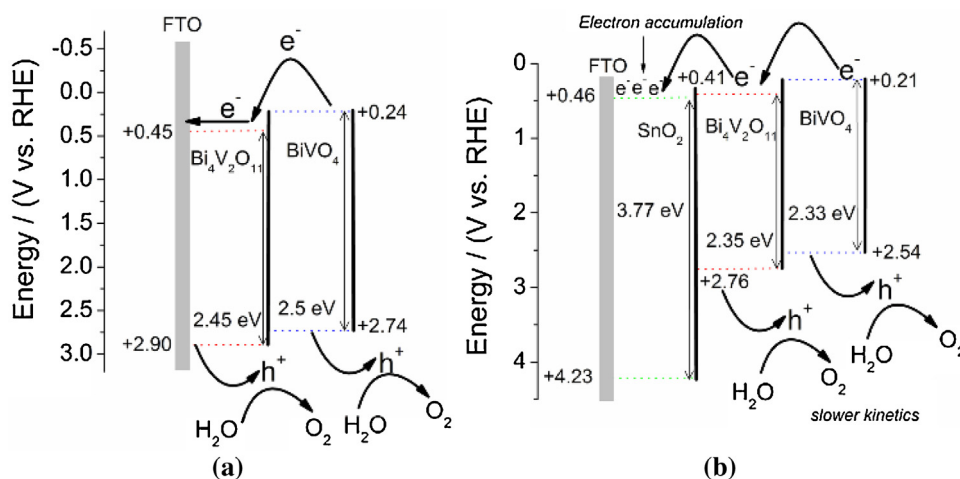 FTO
-0.5
0.0
0.5
1.0
1.5
2.0
2.5
3.0
Energy / (V vs. RHE)
e-
e-
+0.24
+0.45
Bi4V2O11
BiVO4
2.45 eV
2.5 eV
+2.74
+2.90
h+
h+
H2O
O2
H2O
O2
(a)
Electron accumulation
0
1
2
3
4
5
Energy / (V vs. RHE)
FTO
e- e- e-
+0.41
e-
e-
+0.21
+0.46
SnO2
Bi4V2O11
BiVO4
3.77 eV
2.35 eV
2.33 eV
+2.54
+2.76
h+
h+
H2O
O2
H2O
O2
+4.23
slower kinetics
(b)